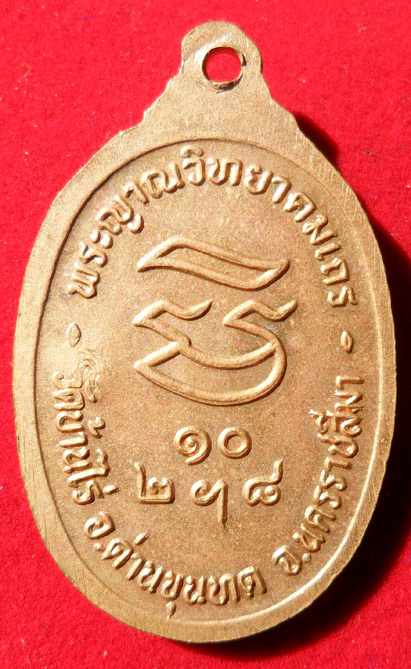 พระญาณวิทยาคมเถร
๑๐
๒ ๙ ๘
วัดบ้านไร่ อ.ด่านขุนทด จ.นครราชสีมา